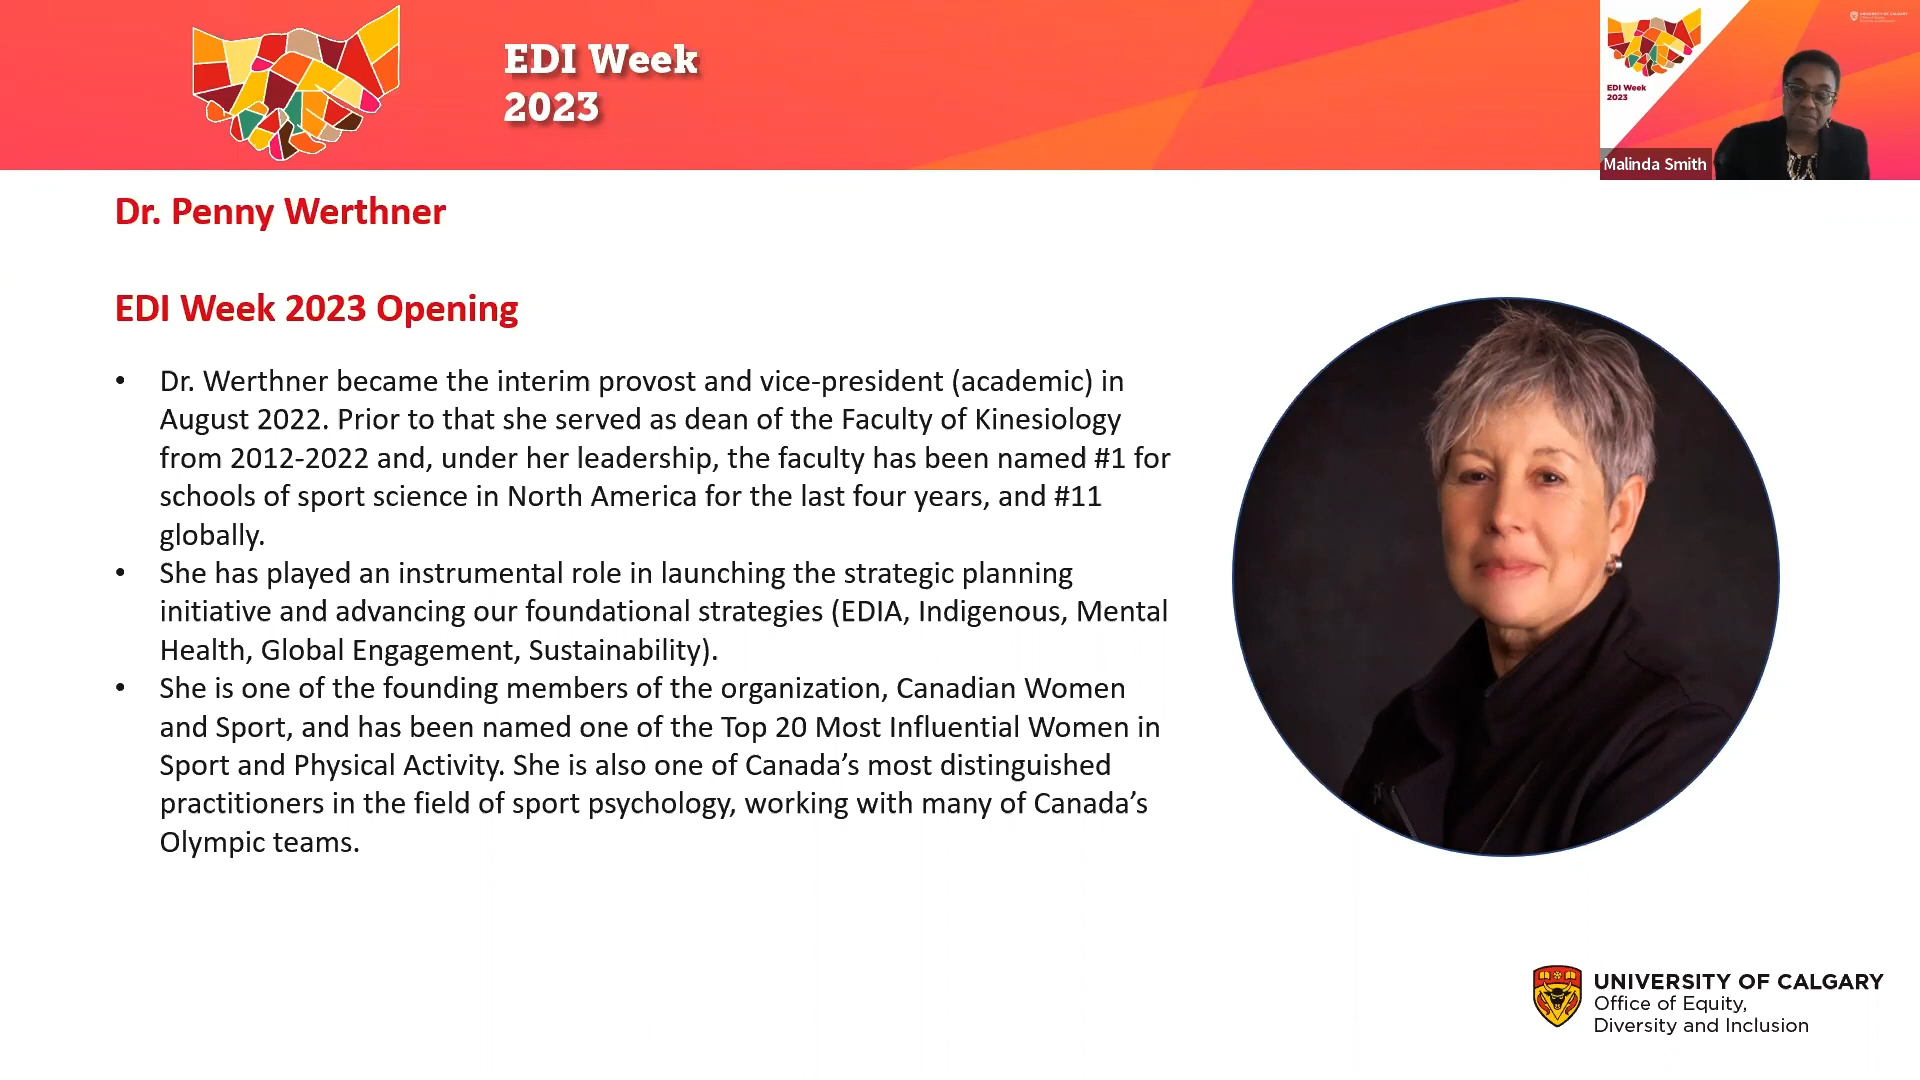 EDI Week
2023
EDI Week
2023
Malinda Smith
Dr. Penny Werthner
EDI Week 2023 Opening
• Dr. Werthner became the interim provost and vice-president (academic) in
August 2022. Prior to that she served as dean of the Faculty of Kinesiology
from 2012-2022 and, under her leadership, the faculty has been named #1 for
schools of sport science in North America for the last four years, and #11
globally.
• She has played an instrumental role in launching the strategic planning
initiative and advancing our foundational strategies (EDIA, Indigenous, Mental
Health, Global Engagement, Sustainability).
• She is one of the founding members of the organization, Canadian Women
and Sport, and has been named one of the Top 20 Most Influential Women in
Sport and Physical Activity. She is also one of Canada’s most distinguished
practitioners in the field of sport psychology, working with many of Canada’s
Olympic teams.
UNIVERSITY OF CALGARY
Office of Equity,
Diversity and Inclusion